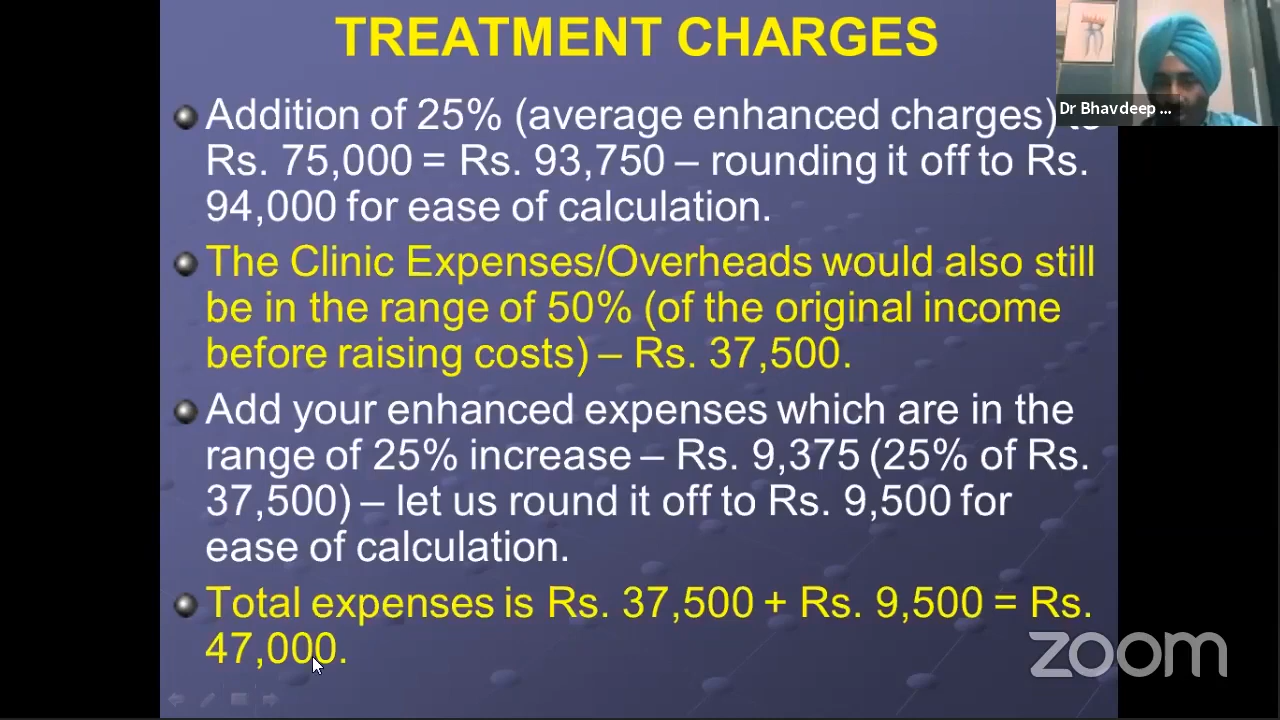 TREATMENT CHARGES
Addition of 25% (average enhanced charges) to
Rs. 75,000 = Rs. 93,750 – rounding it off to Rs.
94,000 for ease of calculation.
The Clinic Expenses/Overheads would also still
be in the range of 50% (of the original income
before raising costs) – Rs. 37,500.
Add your enhanced expenses which are in the
range of 25% increase – Rs. 9,375 (25% of Rs.
37,500) – let us round it off to Rs. 9,500 for
ease of calculation.
Total expenses is Rs. 37,500 + Rs. 9,500 = Rs.
47,000.
Dr Bhavdeep ...
zoom